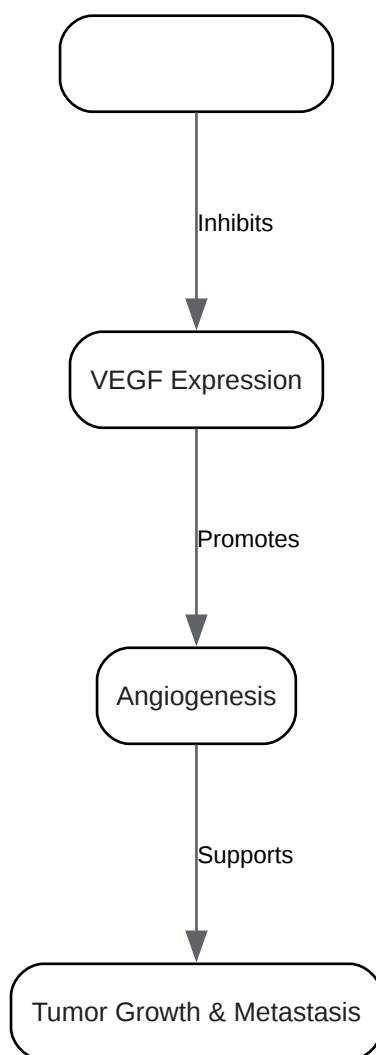 Inhibits
VEGF Expression
Promotes
Angiogenesis
Supports
Tumor Growth & Metastasis